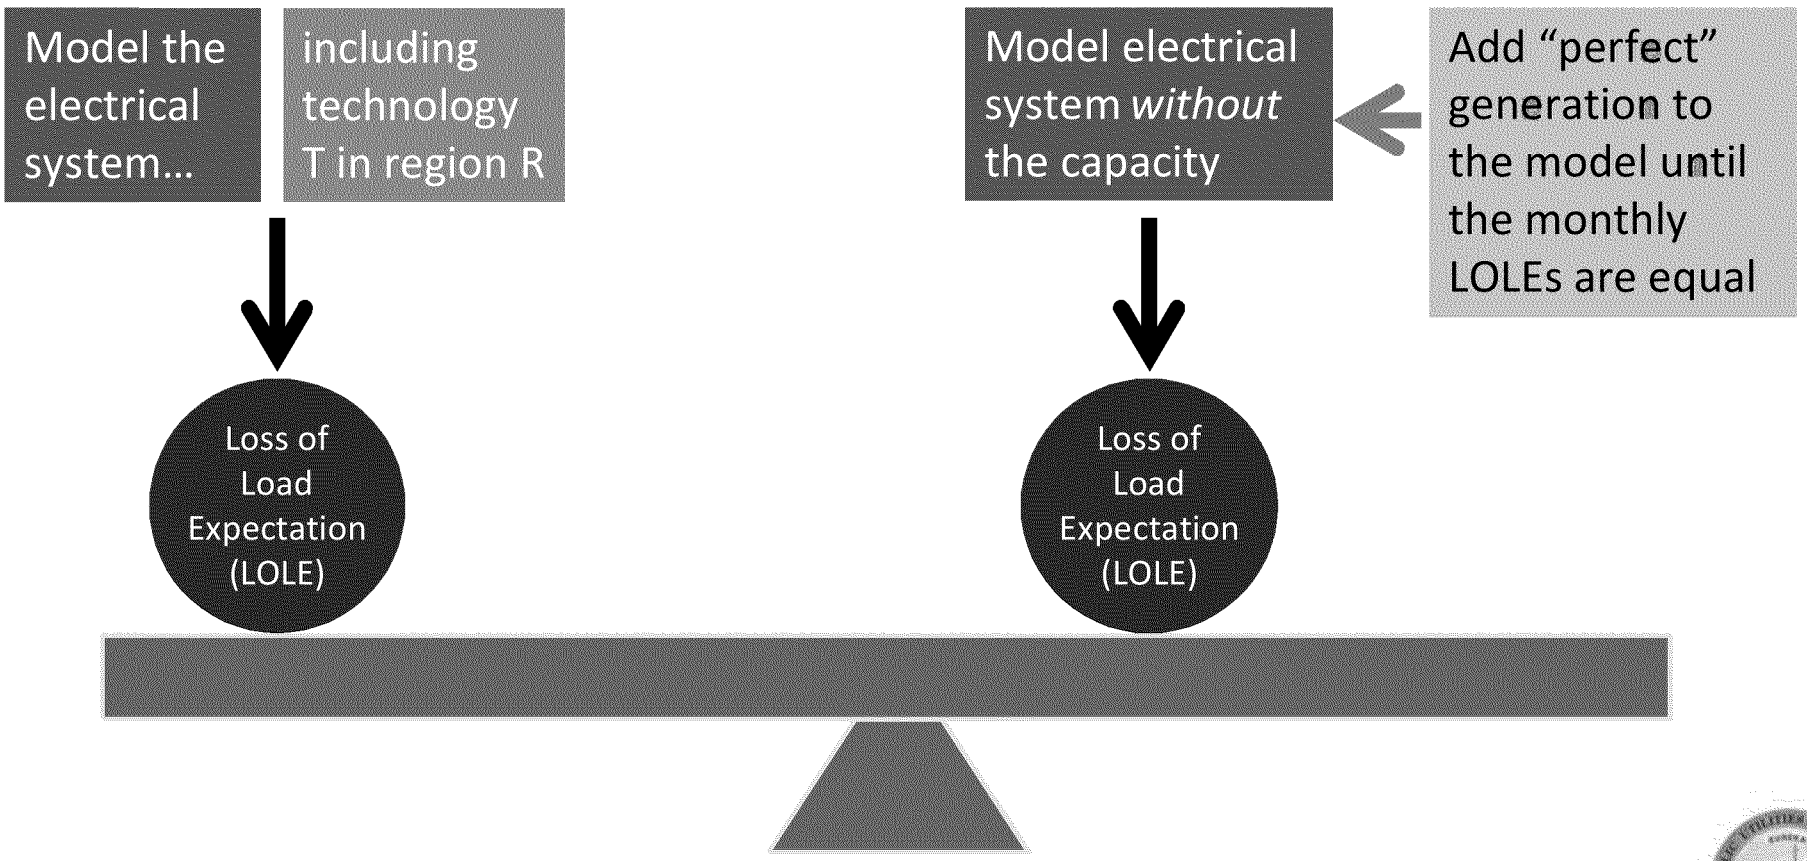 Model the
electrical
system...
including
technology
T in region R
Model electrical
system without
the capacity
Add “perfect”
generation to
the model until
the monthly
LOLEs are equal
Loss of
Load
Expectation
(LOLE)
Loss of
Load
Expectation
(LOLE)
UTILITIES